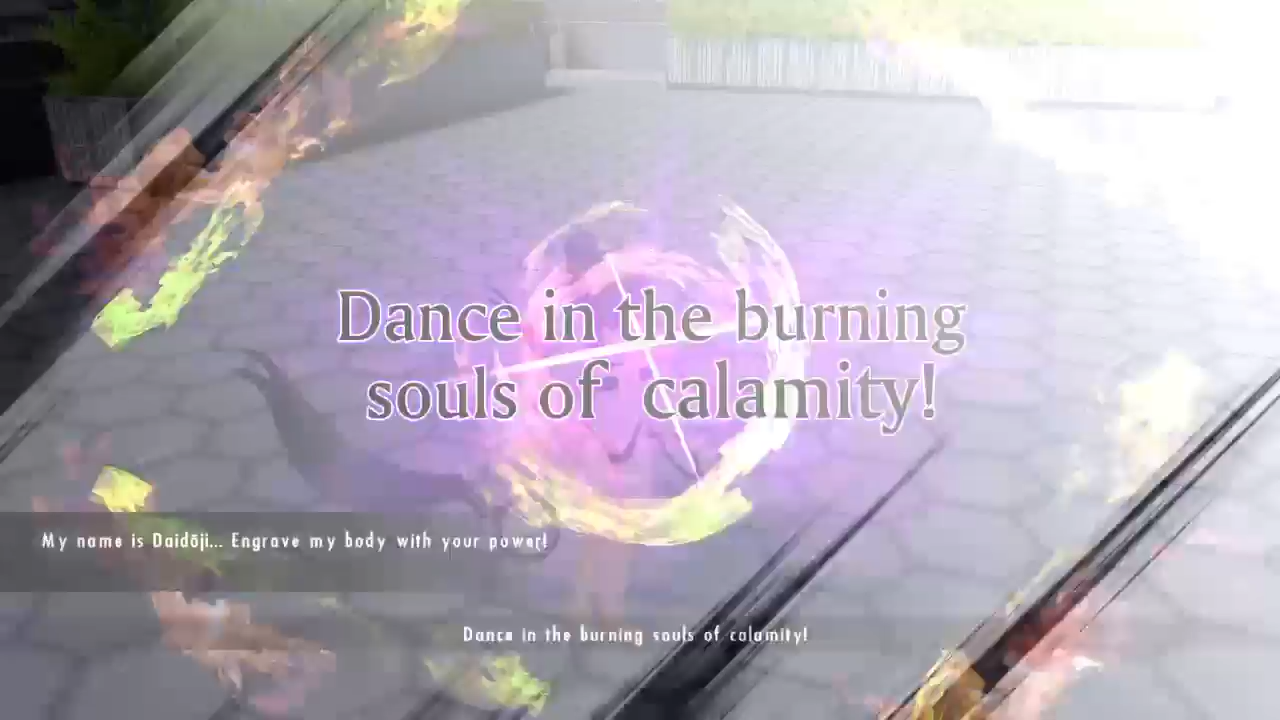 Dance in the burning
souls of calamity!
My name is Daidōji... Engrave my body with your power!
Dance in the burning souls of calamity!